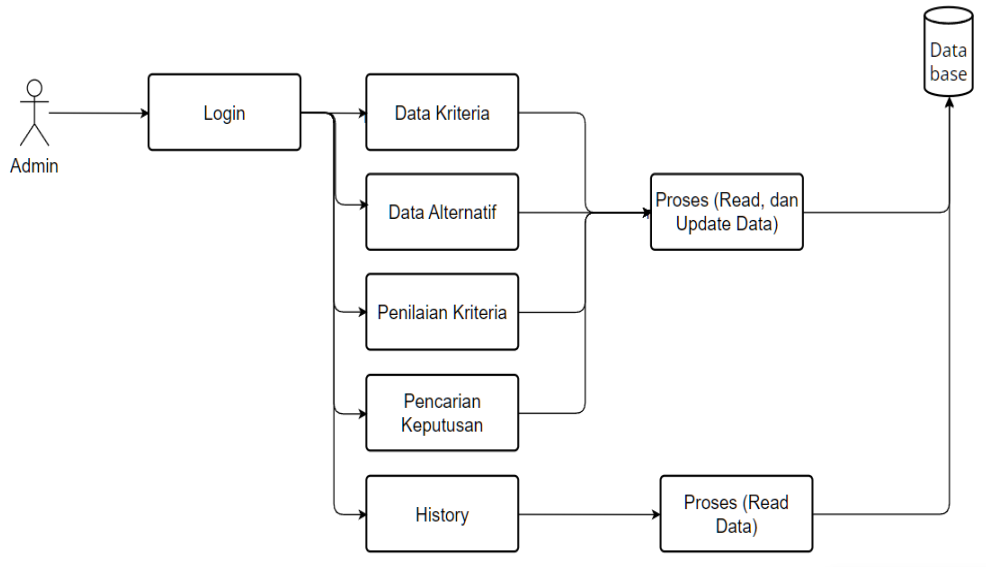 Data
base
Login
Data Kriteria
Admin
Data Alternatif
Proses (Read, dan
Update Data)
Penilaian Kriteria
Pencarian
Keputusan
History
Proses (Read
Data)